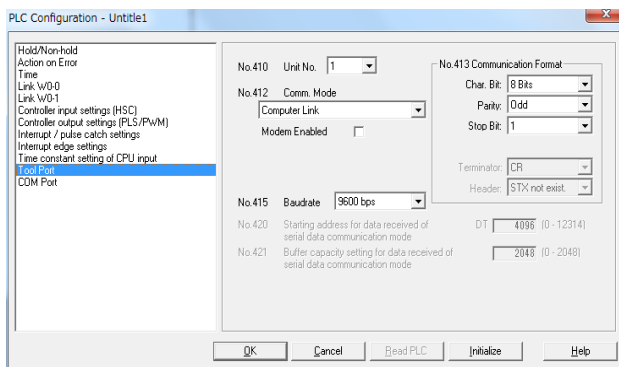 PLC Configuration - Untitle1
Hold/Non-hold
Action on Error
Time
Link W0-0
Link W0-1
Controller input settings (HSC)
Controller output settings (PLS/PWM)
Interrupt / pulse catch settings
Interrupt edge settings
Time constant setting of CPU input
Tool Port
COM Port
No.410 Unit No. 1
No.412 Comm. Mode
Computer Link
Modem Enabled
No.413 Communication Format
Char. Bit: 8 Bits
Parity: Odd
Stop Bit: 1
Terminator: CR
Header: STX not exist.
No.415 Baudrate 9600 bps
No.420 Starting address for data received of
serial data communication mode
DT 4096 (0 - 12314)
No.421 Buffer capacity setting for data received of
serial data communication mode
2048 (0 - 2048)
OK Cancel Read PLC Initialize Help